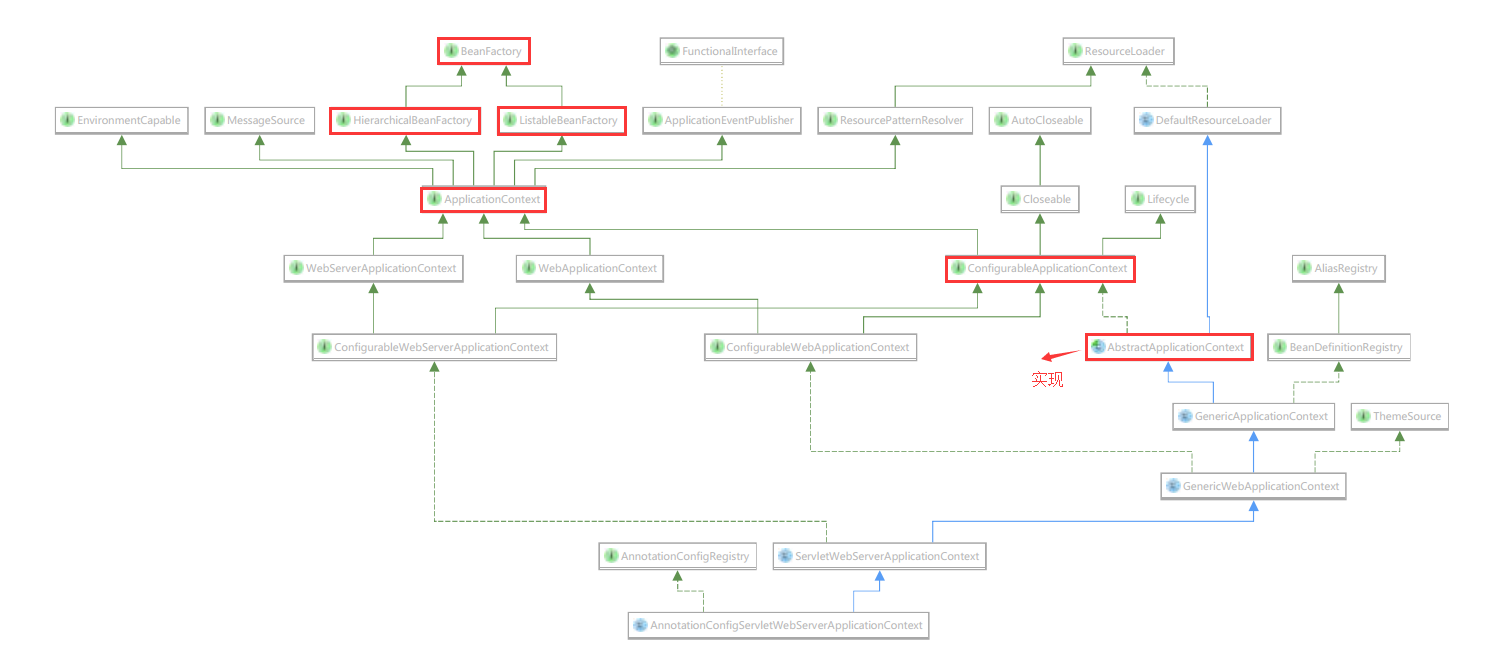 BeanFactory
FunctionalInterface
ResourceLoader
EnvironmentCapable
MessageSource
HierarchicalBeanFactory
ListableBeanFactory
ApplicationEventPublisher
ResourcePatternResolver
AutoCloseable
DefaultResourceLoader
ApplicationContext
Closeable
Lifecycle
WebServerApplicationContext
WebApplicationContext
ConfigurableApplicationContext
AliasRegistry
ConfigurableWebServerApplicationContext
ConfigurableWebApplicationContext
AbstractApplicationContext
BeanDefinitionRegistry
实现
GenericApplicationContext
ThemeSource
GenericWebApplicationContext
AnnotationConfigRegistry
ServletWebServerApplicationContext
AnnotationConfigServletWebServerApplicationContext